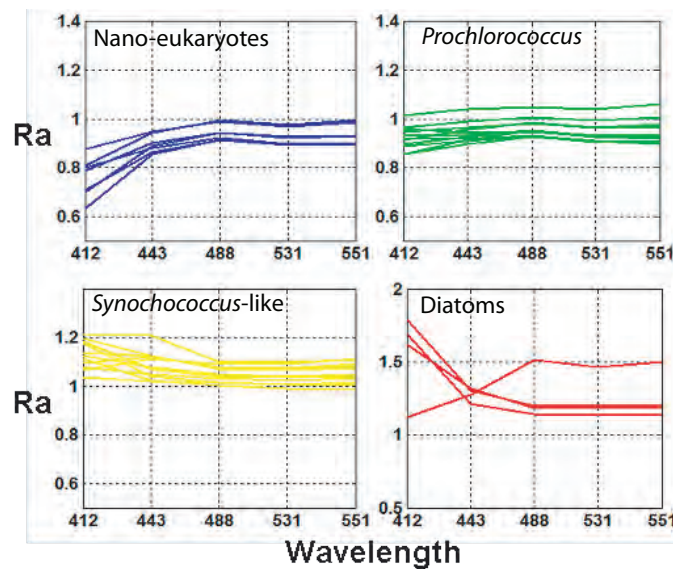 Nano-eukaryotes
Prochlorococcus
1.4
1.2
1
0.8
0.6
Ra
412 443 488 531 551
1.4
1.2
1
0.8
0.6
412 443 488 531 551
Synochococcus-like
Diatoms
1.2
1
0.8
0.6
Ra
412 443 488 531 551
2
1.5
1
0.5
412 443 488 531 551
Wavelength